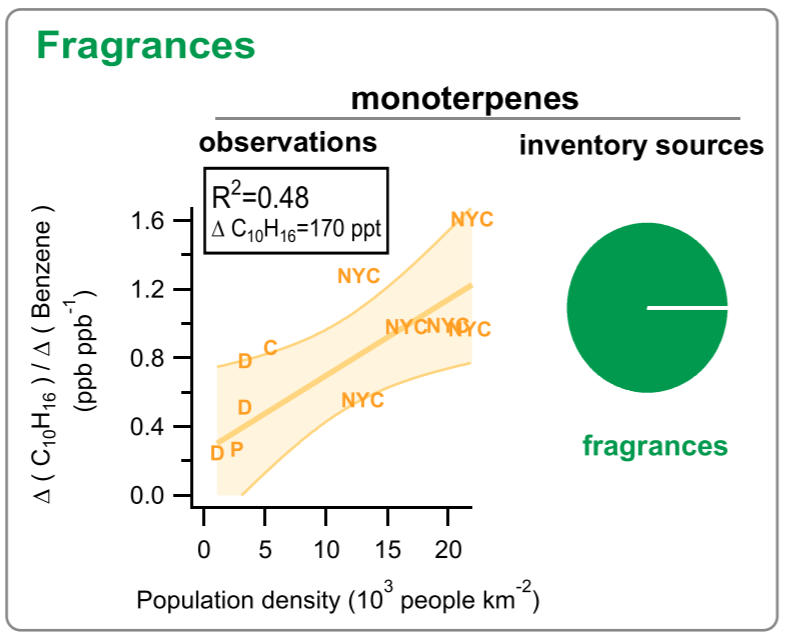 Fragrances
monoterpenes
observations
inventory sources
R²=0.48
Δ C₁₀H₁₆=170 ppt
Δ ( C₁₀H₁₆ ) / Δ ( Benzene )
(ppb ppb⁻¹)
1.6
1.2
0.8
0.4
0.0
NYC
NYC
NYC
NYC
NYC
C
D
D
NYC
D
P
fragrances
0
5
10
15
20
Population density (10³ people km⁻²)